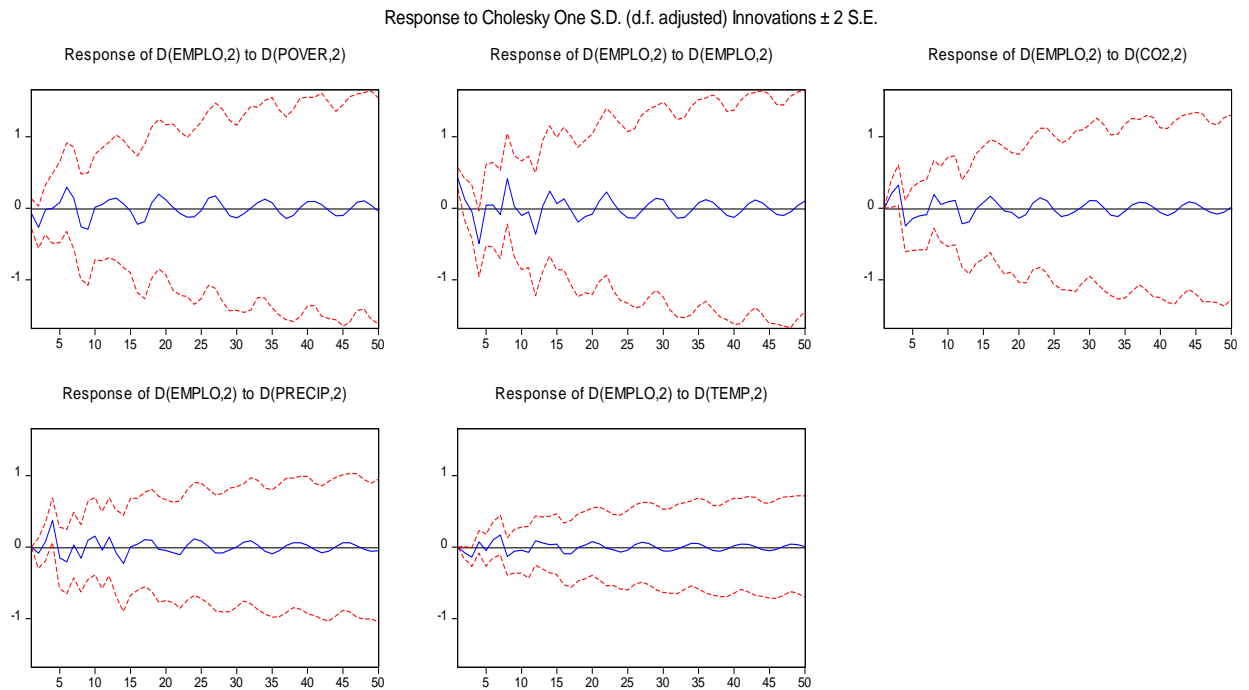 Response to Cholesky One S.D. (d.f. adjusted) Innovations ± 2 S.E.
Response of D(EMPLO,2) to D(POVER,2)
1
0
-1
5 10 15 20 25 30 35 40 45 50
Response of D(EMPLO,2) to D(EMPLO,2)
1
0
-1
5 10 15 20 25 30 35 40 45 50
Response of D(EMPLO,2) to D(CO2,2)
1
0
-1
5 10 15 20 25 30 35 40 45 50
Response of D(EMPLO,2) to D(PRECIP,2)
1
0
-1
5 10 15 20 25 30 35 40 45 50
Response of D(EMPLO,2) to D(TEMP,2)
1
0
-1
5 10 15 20 25 30 35 40 45 50